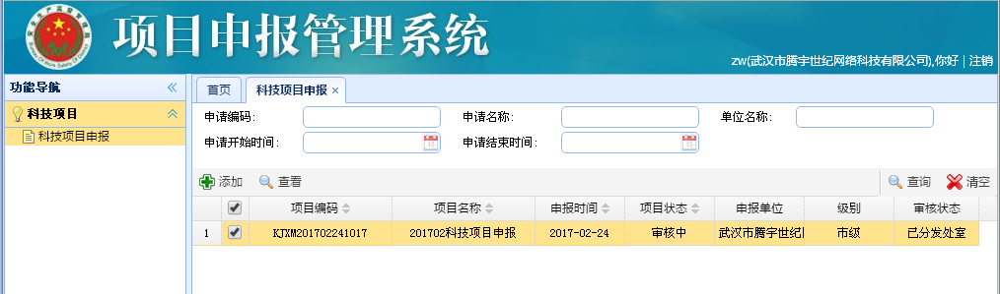 项目申报管理系统
zw(武汉市腾宇世纪网络科技有限公司),你好 | 注销
功能导航
首页 科技项目申报
科技项目
科技项目申报
申请编码: 申请名称: 单位名称:
申请开始时间: 申请结束时间:
添加 查看 查询 清空
项目编码 项目名称 申报时间 项目状态 申报单位 级别 审核状态
1 KJXM201702241017 201702科技项目申报 2017-02-24 审核中 武汉市腾宇世纪 市级 已分发处室